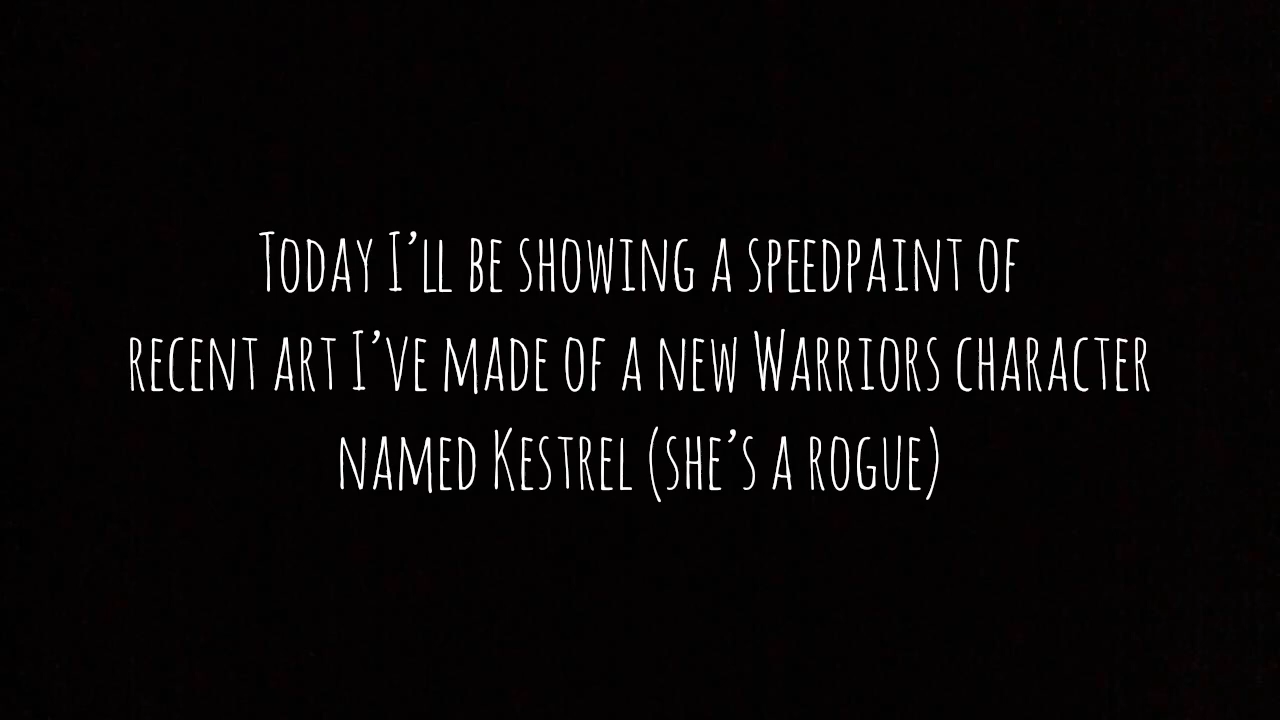 Today I’ll be showing a speedpaint of
recent art I’ve made of a new Warriors character
named Kestrel (she’s a rogue)